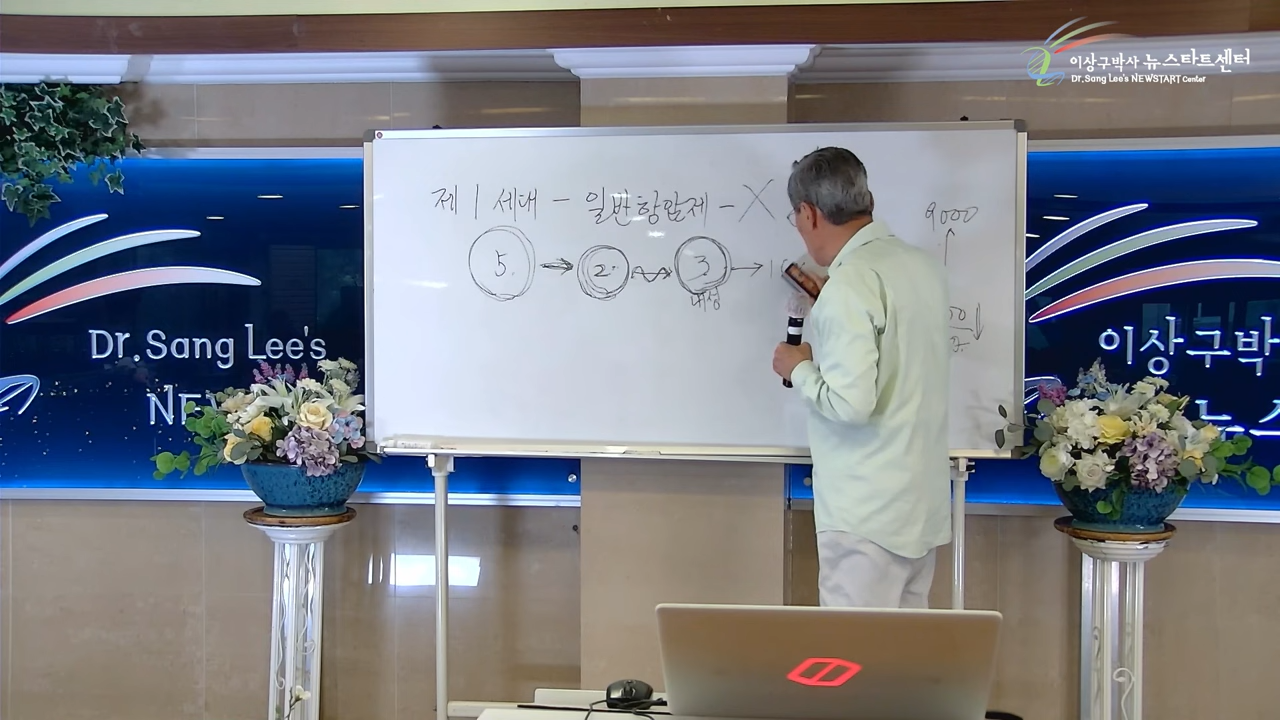 이상구박사 뉴스타트센터
Dr. Sang Lee's NEWSTART Center
제 1 세대 - 일반항암제 - X
5. → 2. → 3 →
내성
9000
Dr. Sang Lee's
이상구박